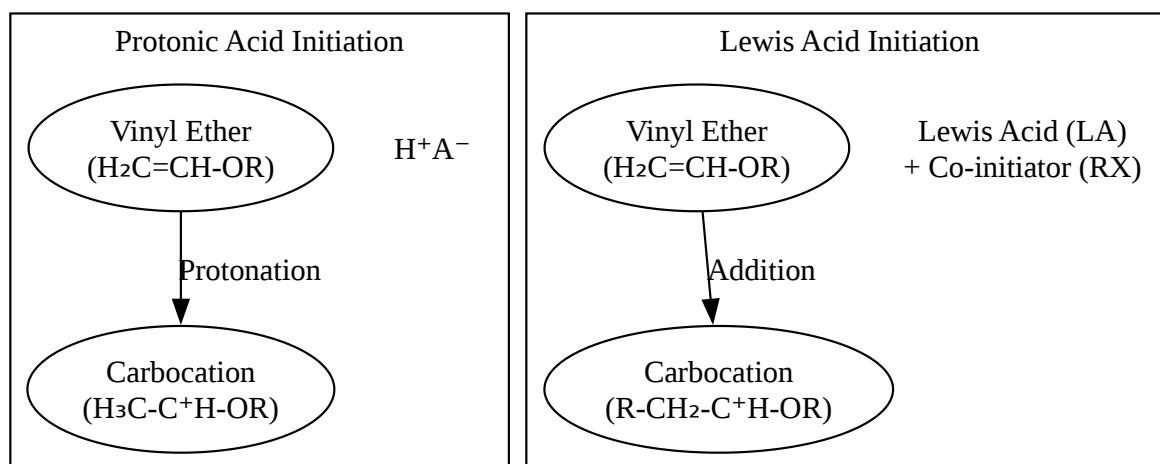 Protonic Acid Initiation
Vinyl Ether
(H₂C=CH-OR)
H⁺A⁻
Protonation
Carbocation
(H₃C-C⁺H-OR)
Lewis Acid Initiation
Vinyl Ether
(H₂C=CH-OR)
Lewis Acid (LA)
+ Co-initiator (RX)
Addition
Carbocation
(R-CH₂-C⁺H-OR)